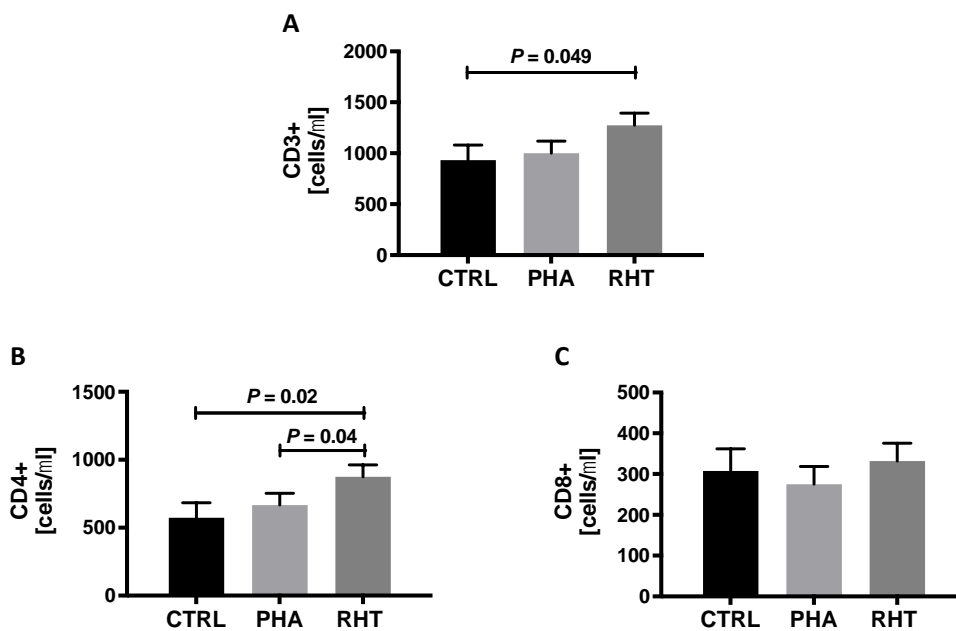 A
2000
1500
1000
500
0
CD3+
[cells/ml]
P = 0.049
CTRL PHA RHT
B
1500
1000
500
0
CD4+
[cells/ml]
P = 0.02
P = 0.04
CTRL PHA RHT
C
500
400
300
200
100
0
CD8+
[cells/ml]
CTRL PHA RHT